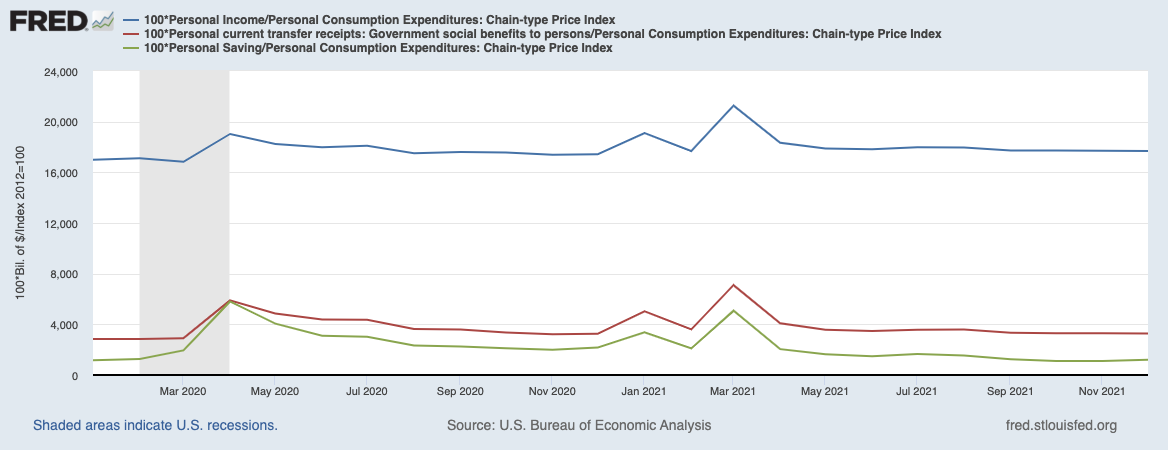 FRED
100*Personal Income/Personal Consumption Expenditures: Chain-type Price Index
100*Personal current transfer receipts: Government social benefits to persons/Personal Consumption Expenditures: Chain-type Price Index
100*Personal Saving/Personal Consumption Expenditures: Chain-type Price Index
100*Bil. of $/Index 2012=100
24,000
20,000
16,000
12,000
8,000
4,000
0
Mar 2020 May 2020 Jul 2020 Sep 2020 Nov 2020 Jan 2021 Mar 2021 May 2021 Jul 2021 Sep 2021 Nov 2021
Shaded areas indicate U.S. recessions. Source: U.S. Bureau of Economic Analysis fred.stlouisfed.org